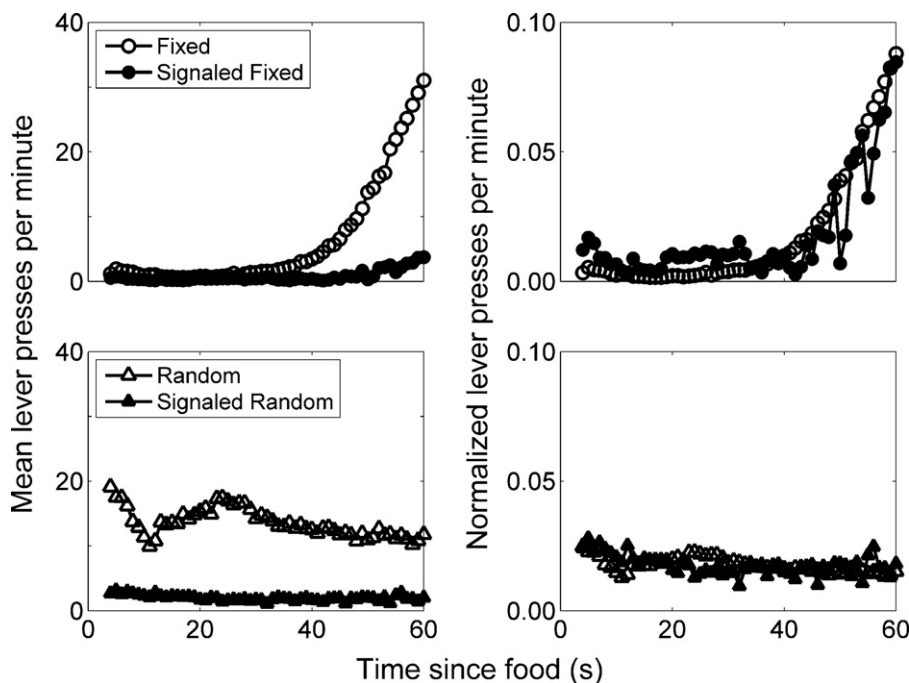 Mean lever presses per minute
40
20
0
Fixed
Signaled Fixed
Normalized lever presses per minute
0.10
0.05
0.00
40
20
0
0
20
40
60
Random
Signaled Random
0.10
0.05
0.00
0
20
40
60
Time since food (s)